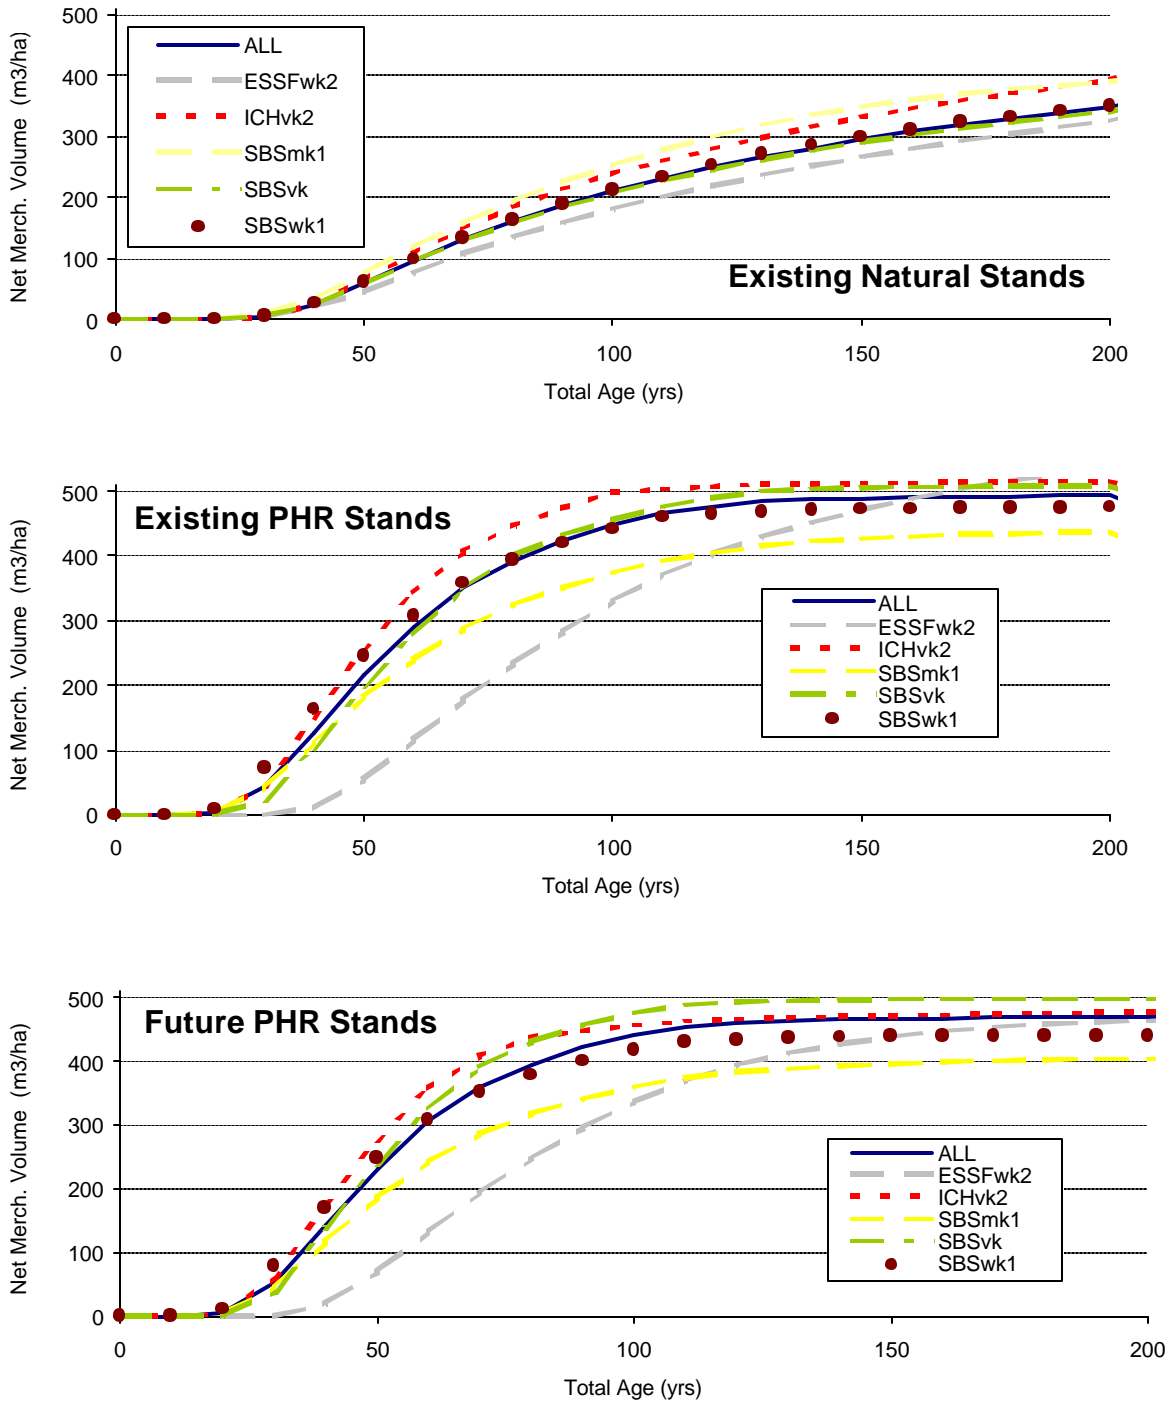 500
400
300
200
100
0
Net Merch. Volume (m3/ha)
ALL
ESSFwk2
ICHvk2
SBSmk1
SBSvk
SBSwk1
Existing Natural Stands
0 50 100 150 200
Total Age (yrs)
500
400
300
200
100
0
Net Merch. Volume (m3/ha)
Existing PHR Stands
ALL
ESSFwk2
ICHvk2
SBSmk1
SBSvk
SBSwk1
0 50 100 150 200
Total Age (yrs)
500
400
300
200
100
0
Net Merch. Volume (m3/ha)
Future PHR Stands
ALL
ESSFwk2
ICHvk2
SBSmk1
SBSvk
SBSwk1
0 50 100 150 200
Total Age (yrs)